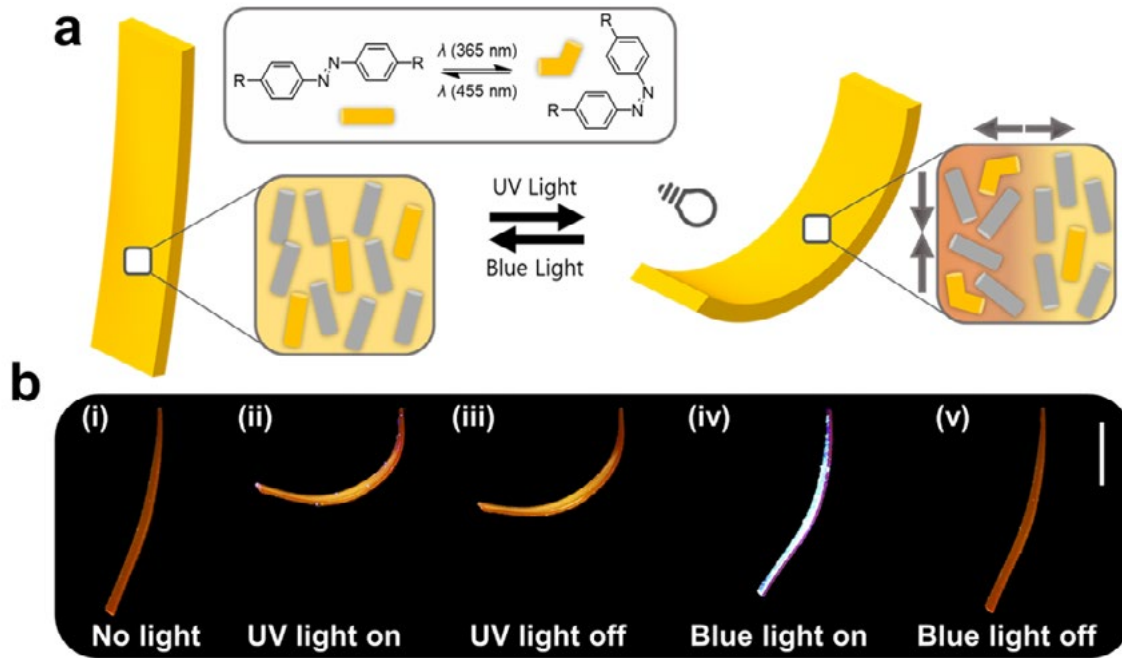 a
R
N
N
R
λ (365 nm)
λ (455 nm)
R
N
N
R
UV Light
Blue Light
b
(i)
(ii)
(iii)
(iv)
(v)
No light
UV light on
UV light off
Blue light on
Blue light off